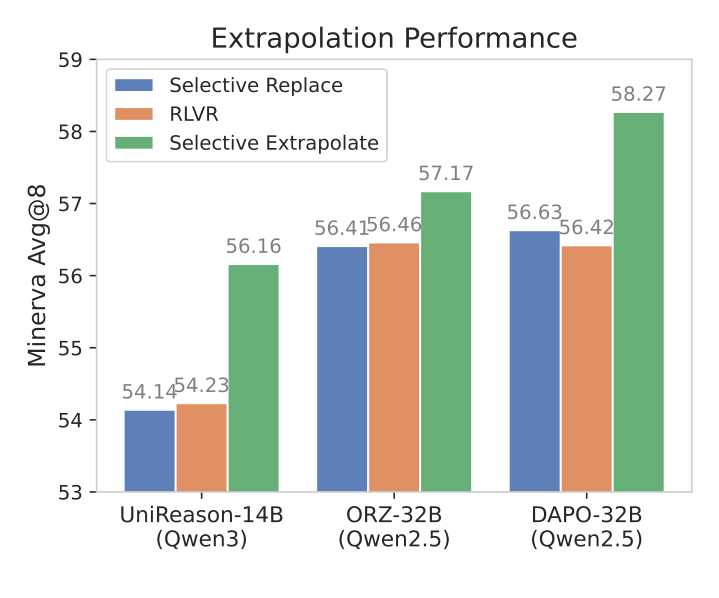 Extrapolation Performance
Selective Replace
RLVR
Selective Extrapolate
Minerva Avg@8
59
58
57
56
55
54
53
54.14
54.23
56.16
56.41
56.46
57.17
56.63
56.42
58.27
UniReason-14B
(Qwen3)
ORZ-32B
(Qwen2.5)
DAPO-32B
(Qwen2.5)